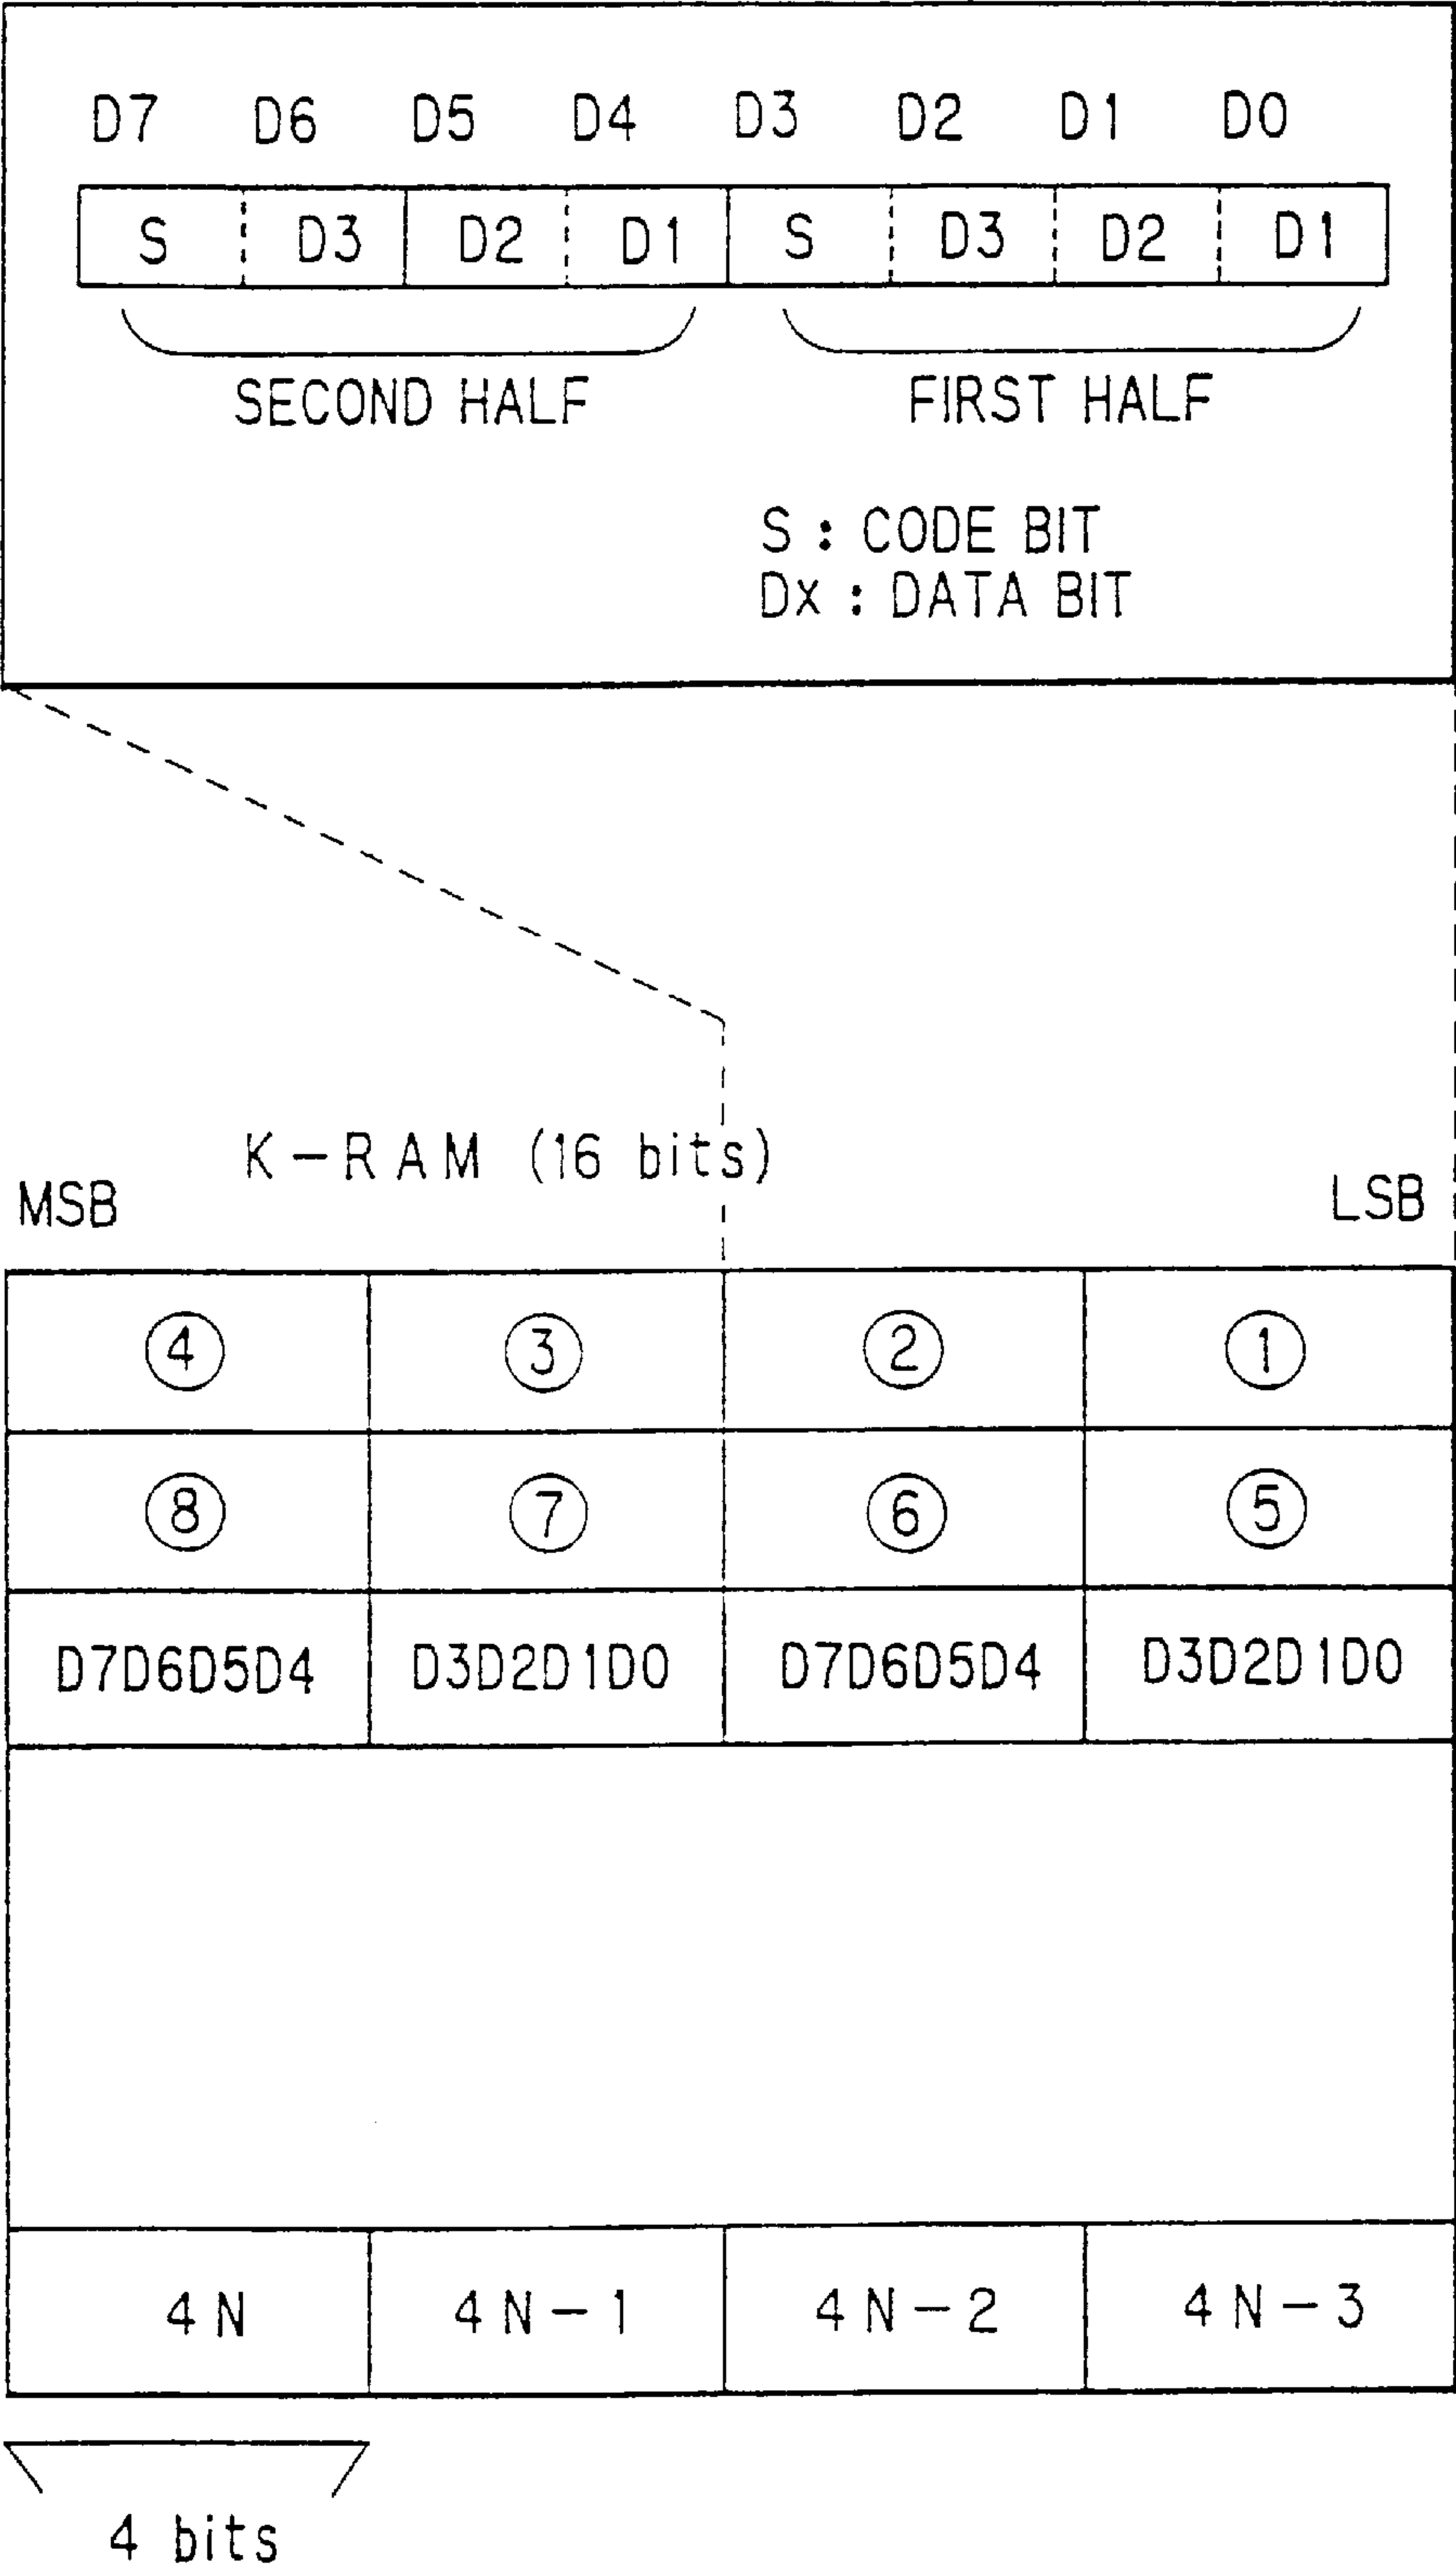 D7 D6 D5 D4 D3 D2 D1 D0
S D3 D2 D1 S D3 D2 D1
SECOND HALF FIRST HALF
S : CODE BIT
Dx : DATA BIT
K-RAM (16 bits)
MSB LSB
④ ③ ② ①
⑧ ⑦ ⑥ ⑤
D7D6D5D4 D3D2D1D0 D7D6D5D4 D3D2D1D0
4N 4N-1 4N-2 4N-3
4 bits